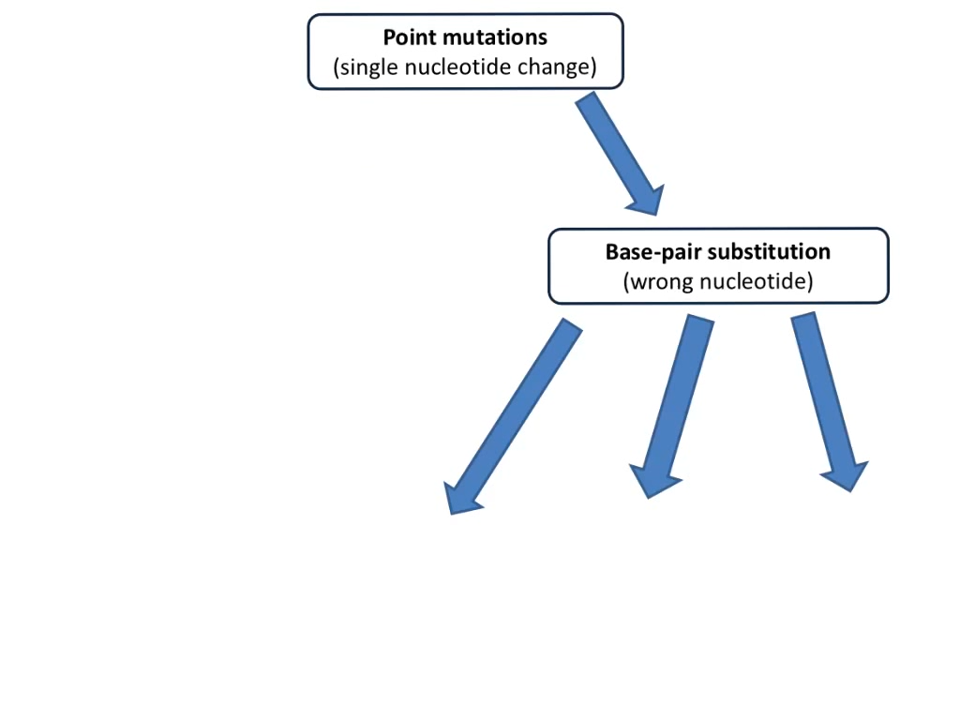 Point mutations
(single nucleotide change)
Base-pair substitution
(wrong nucleotide)